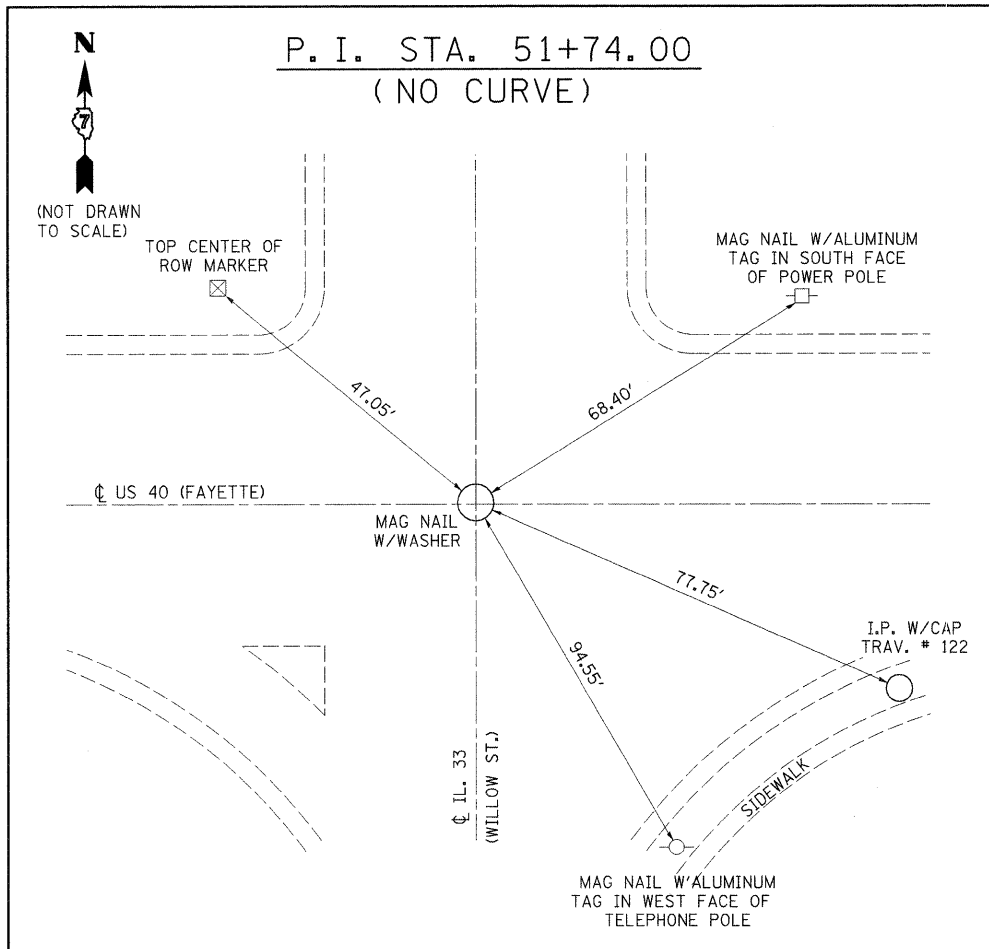 N
P. I. STA. 51+74.00
(NO CURVE)
7
(NOT DRAWN
TO SCALE)
TOP CENTER OF
ROW MARKER
MAG NAIL W/ALUMINUM
TAG IN SOUTH FACE
OF POWER POLE
47.05'
68.40'
℄ US 40 (FAYETTE)
MAG NAIL
W/WASHER
77.75'
94.55'
I.P. W/CAP
TRAV. # 122
℄ IL. 33
(WILLOW ST.)
SIDEWALK
MAG NAIL W'ALUMINUM
TAG IN WEST FACE OF
TELEPHONE POLE